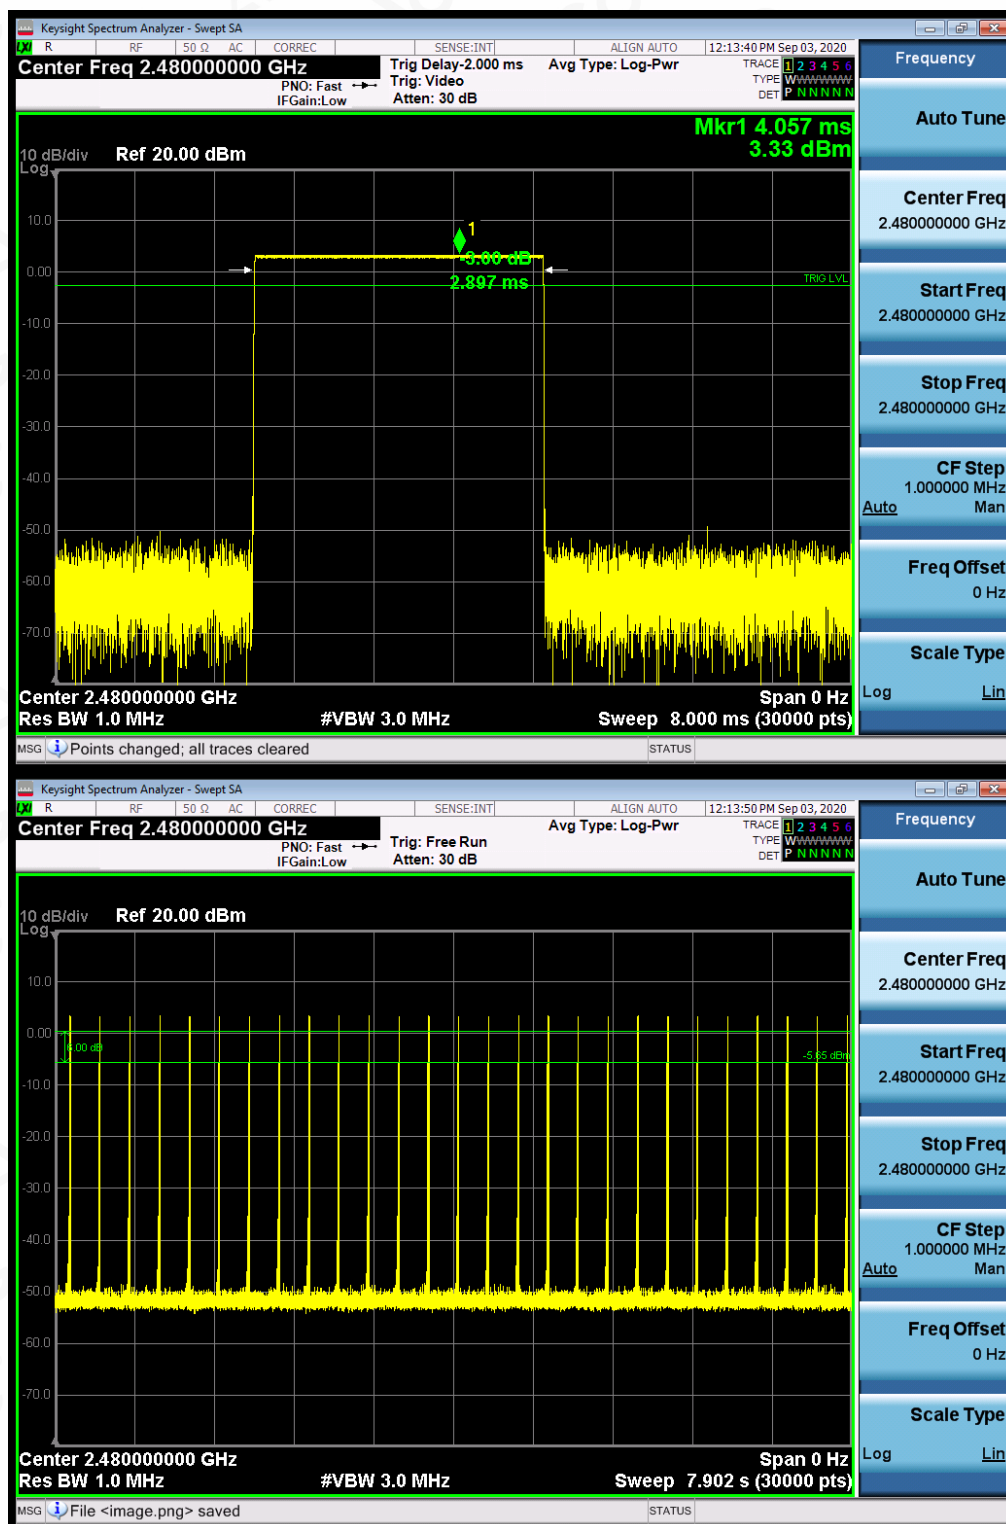 Keysight Spectrum Analyzer - Swept SA
LXI R RF 50 Ω AC CORREC SENSE:INT ALIGN AUTO 12:13:40 PM Sep 03, 2020
Center Freq 2.480000000 GHz Trig Delay-2.000 ms Avg Type: Log-Pwr TRACE 1 2 3 4 5 6 Frequency
PNO: Fast Trig: Video TYPE WWWWWW
IFGain:Low Atten: 30 dB DET P N N N N N
Auto Tune
Mkr1 4.057 ms
10 dB/div Ref 20.00 dBm 3.33 dBm
Log
Center Freq
2.480000000 GHz
10.0
1
-3.00 dB
0.00
TRIG LVL
2.897 ms
Start Freq
2.480000000 GHz
-10.0
-20.0
Stop Freq
2.480000000 GHz
-30.0
-40.0
CF Step
1.000000 MHz
Auto Man
-50.0
Freq Offset
0 Hz
-60.0
-70.0
Scale Type
Log Lin
Center 2.480000000 GHz Span 0 Hz
Res BW 1.0 MHz #VBW 3.0 MHz Sweep 8.000 ms (30000 pts)
MSG Points changed; all traces cleared STATUS
Keysight Spectrum Analyzer - Swept SA
LXI R RF 50 Ω AC CORREC SENSE:INT ALIGN AUTO 12:13:50 PM Sep 03, 2020
Center Freq 2.480000000 GHz Avg Type: Log-Pwr TRACE 1 2 3 4 5 6 Frequency
PNO: Fast Trig: Free Run TYPE WWWWWW
IFGain:Low Atten: 30 dB DET P N N N N N
Auto Tune
10 dB/div Ref 20.00 dBm
Log
Center Freq
2.480000000 GHz
10.0
0.00
6.00 dB
-5.65 dBm
Start Freq
2.480000000 GHz
-10.0
-20.0
Stop Freq
2.480000000 GHz
-30.0
-40.0
CF Step
1.000000 MHz
Auto Man
-50.0
Freq Offset
0 Hz
-60.0
-70.0
Scale Type
Log Lin
Center 2.480000000 GHz Span 0 Hz
Res BW 1.0 MHz #VBW 3.0 MHz Sweep 7.902 s (30000 pts)
MSG File <image.png> saved STATUS